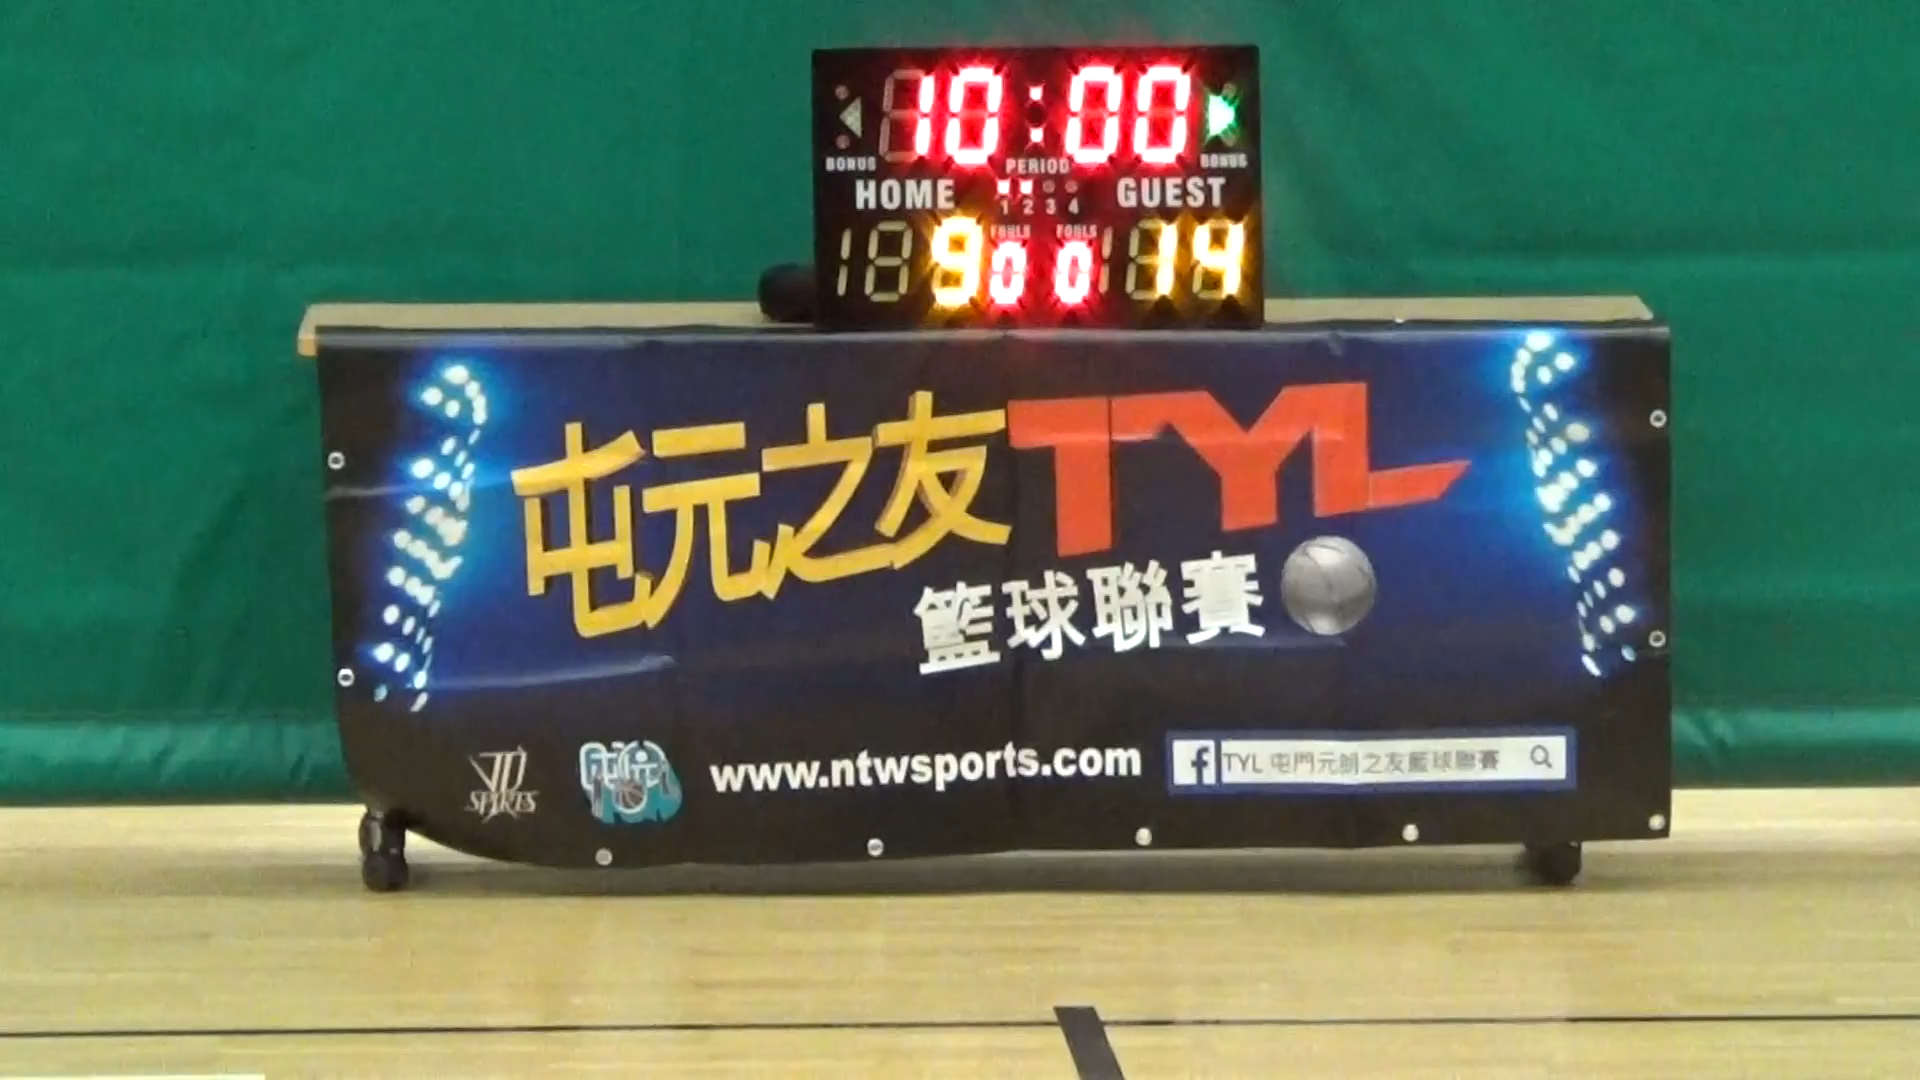 10:00
BONUS PERIOD BONUS
HOME 1 2 3 4 GUEST
FOULS FOULS
9 0 0 14
屯元之友TYL
籃球聯賽
SPIRITS
www.ntwsports.com
f TYL 屯門元朗之友籃球聯賽